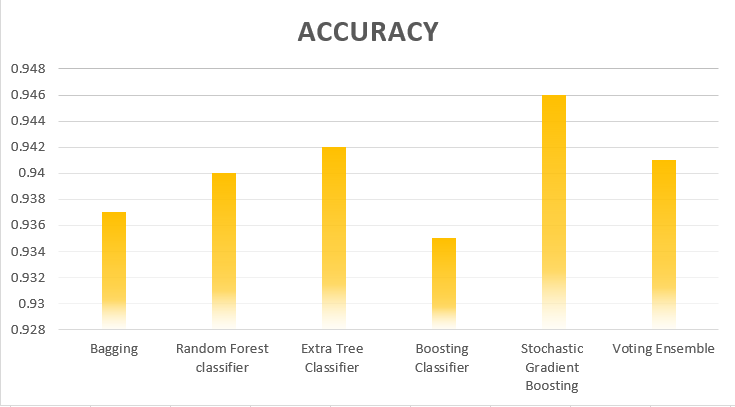 ACCURACY
0.948
0.946
0.944
0.942
0.94
0.938
0.936
0.934
0.932
0.93
0.928
Bagging
Random Forest
classifier
Extra Tree
Classifier
Boosting
Classifier
Stochastic
Gradient
Boosting
Voting Ensemble